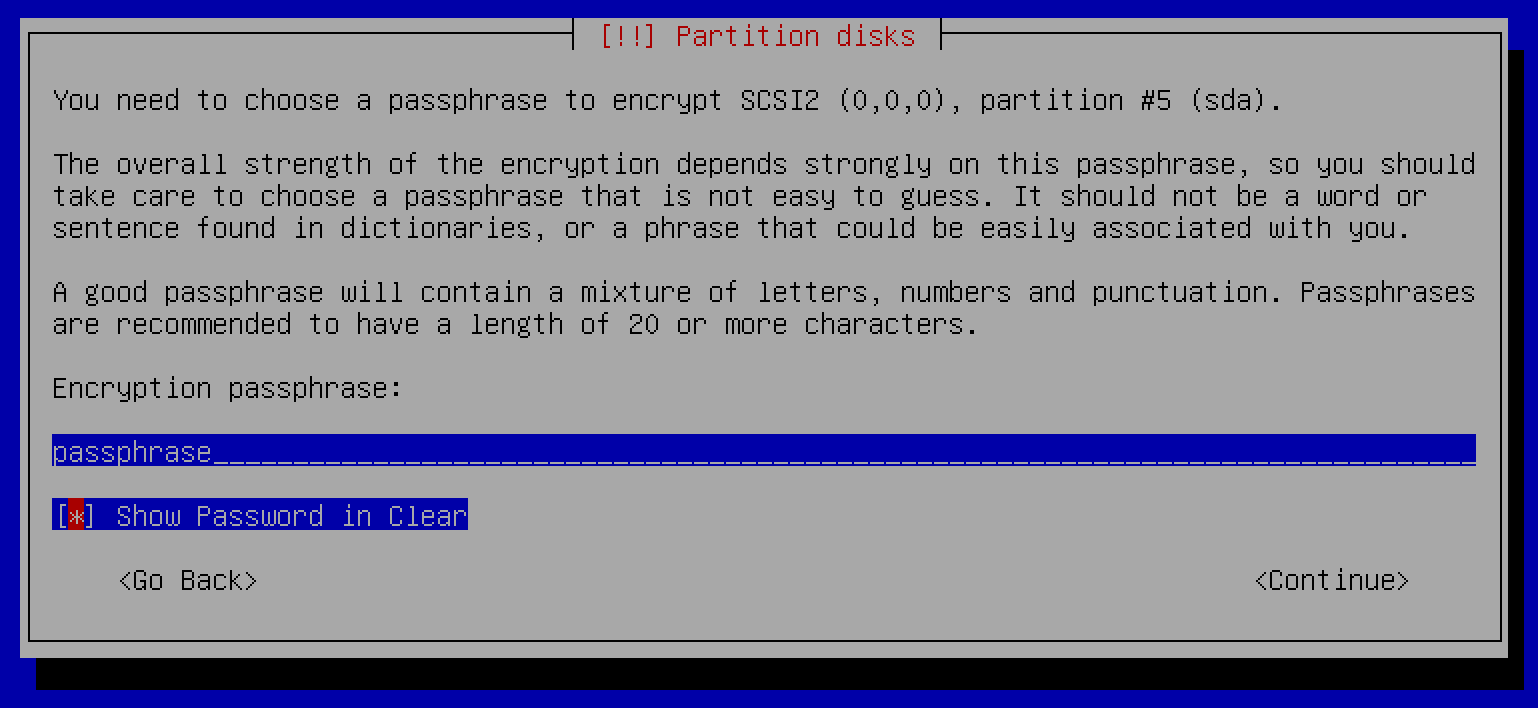 [!!] Partition disks
You need to choose a passphrase to encrypt SCSI2 (0,0,0), partition #5 (sda).
The overall strength of the encryption depends strongly on this passphrase, so you should
take care to choose a passphrase that is not easy to guess. It should not be a word or
sentence found in dictionaries, or a phrase that could be easily associated with you.
A good passphrase will contain a mixture of letters, numbers and punctuation. Passphrases
are recommended to have a length of 20 or more characters.
Encryption passphrase:
passphrase_______________________________________________________________________________
[*] Show Password in Clear
<Go Back> <Continue>